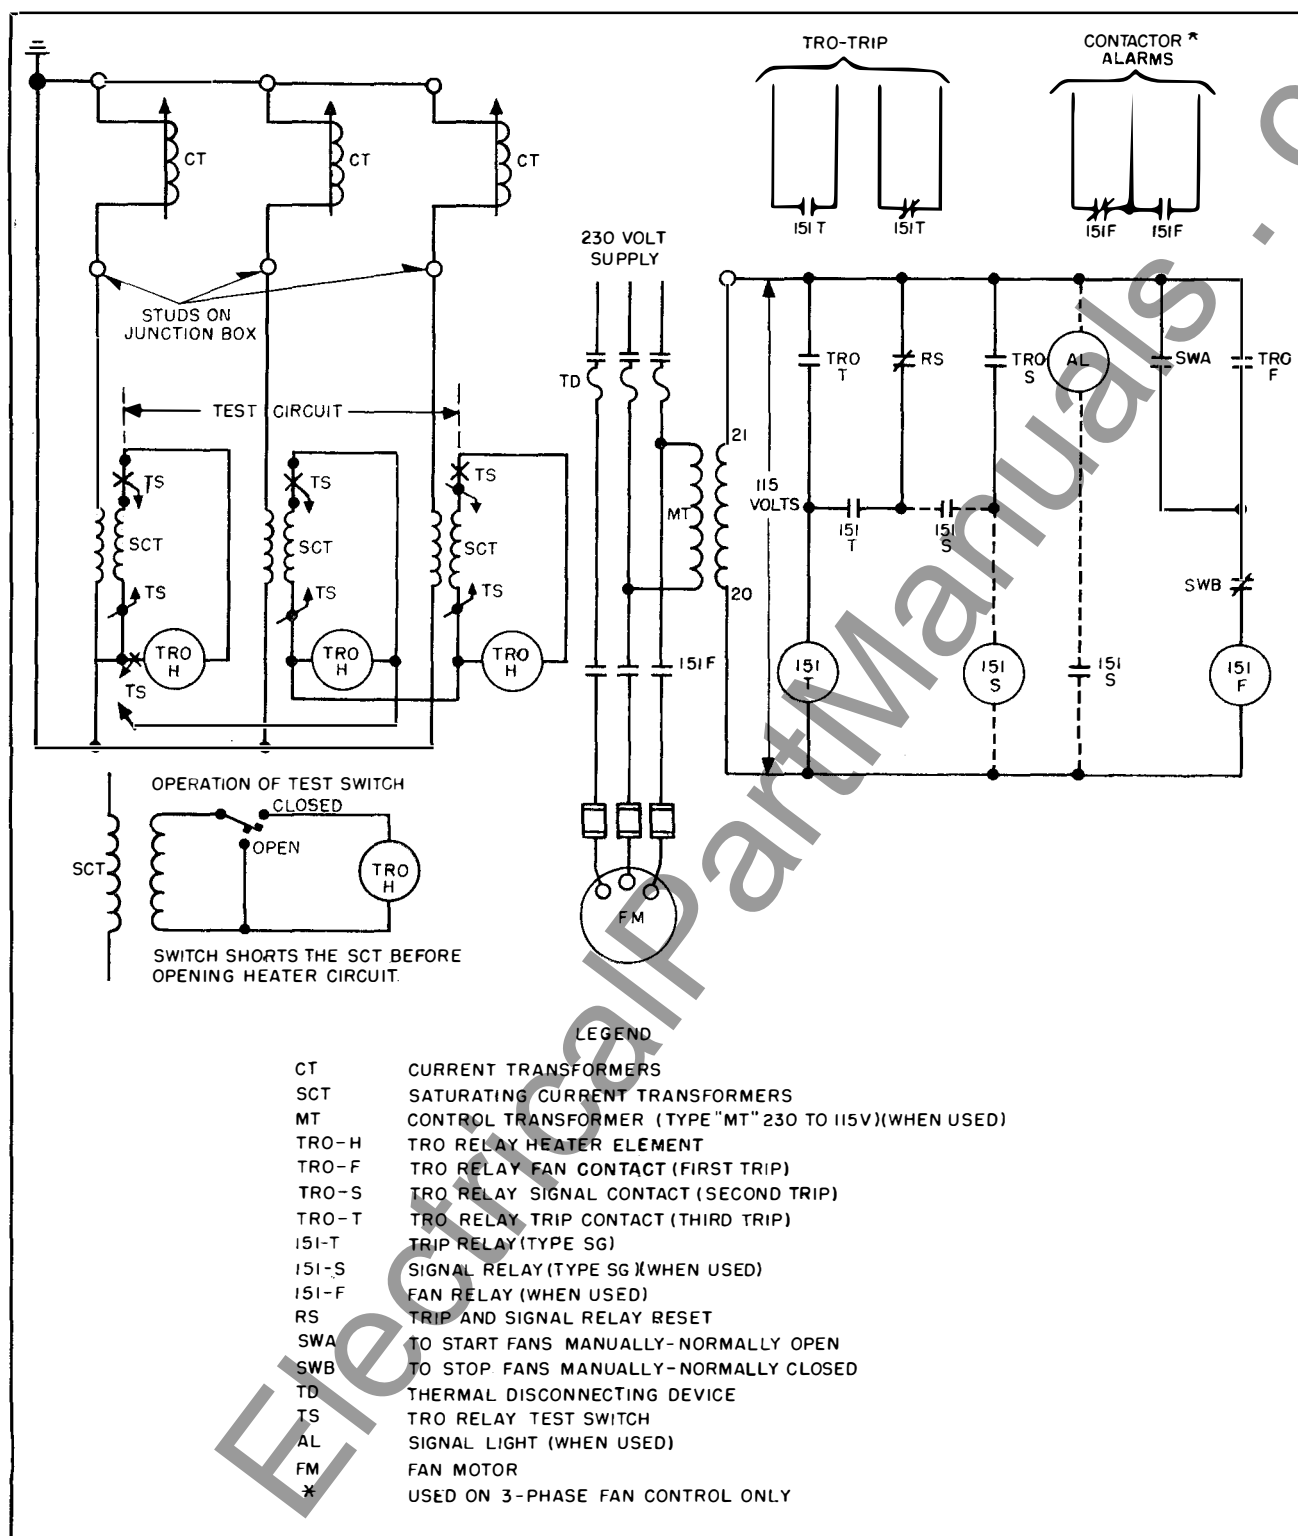 TRO-TRIP
CONTACTOR *
ALARMS
CT
CT
CT
151T
151T
151F
151F
230 VOLT
SUPPLY
STUDS ON
JUNCTION BOX
TD
TRO
T
RS
TRO
S
AL
SWA
TRO
F
TEST CIRCUIT
21
TS
TS
TS
115
VOLTS
MT
151
T
151
S
SCT
SCT
SCT
TS
TS
TS
20
SWB
TRO
H
TRO
H
TRO
H
TS
151F
151
T
151
S
151
S
151
F
OPERATION OF TEST SWITCH
CLOSED
OPEN
SCT
TRO
H
FM
SWITCH SHORTS THE SCT BEFORE
OPENING HEATER CIRCUIT.
LEGEND
CT CURRENT TRANSFORMERS
SCT SATURATING CURRENT TRANSFORMERS
MT CONTROL TRANSFORMER (TYPE "MT" 230 TO 115V)(WHEN USED)
TRO-H TRO RELAY HEATER ELEMENT
TRO-F TRO RELAY FAN CONTACT (FIRST TRIP)
TRO-S TRO RELAY SIGNAL CONTACT (SECOND TRIP)
TRO-T TRO RELAY TRIP CONTACT (THIRD TRIP)
151-T TRIP RELAY (TYPE SG)
151-S SIGNAL RELAY (TYPE SG)(WHEN USED)
151-F FAN RELAY (WHEN USED)
RS TRIP AND SIGNAL RELAY RESET
SWA TO START FANS MANUALLY-NORMALLY OPEN
SWB TO STOP FANS MANUALLY-NORMALLY CLOSED
TD THERMAL DISCONNECTING DEVICE
TS TRO RELAY TEST SWITCH
AL SIGNAL LIGHT (WHEN USED)
FM FAN MOTOR
* USED ON 3-PHASE FAN CONTROL ONLY
ElectricalPartManuals . c